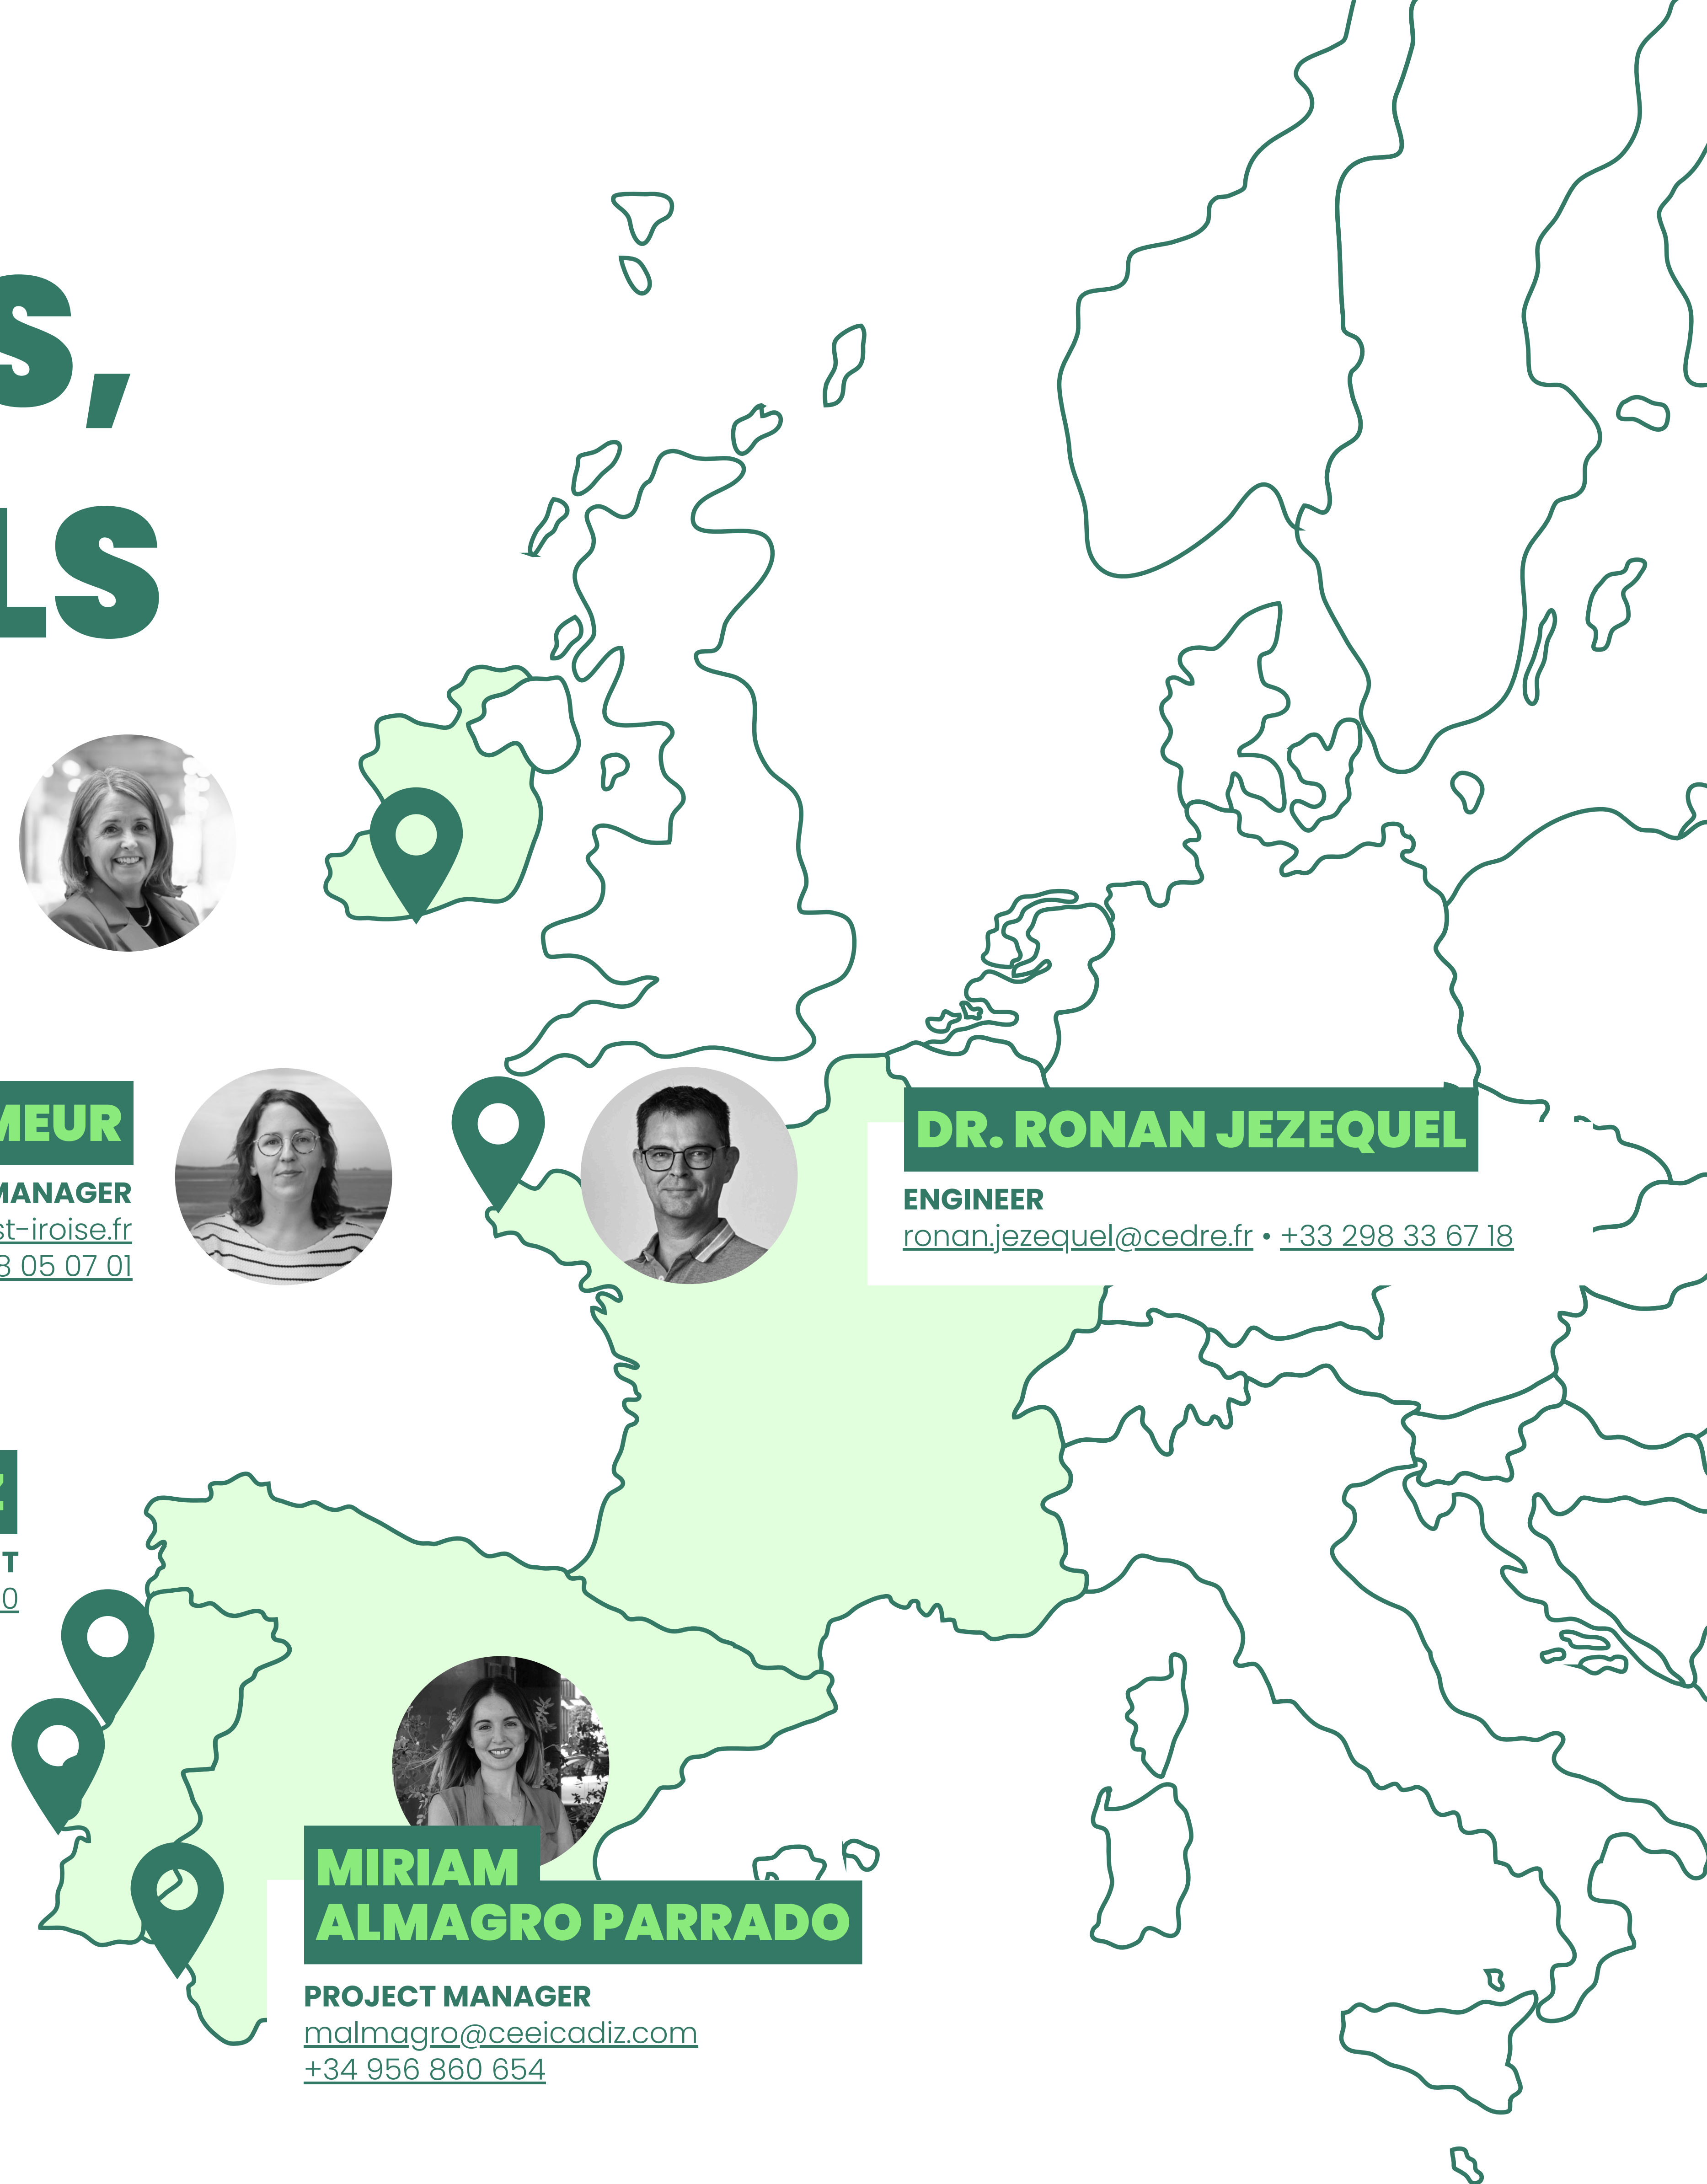 S,
LS
MEUR
MANAGER
st-iroise.fr
8 05 07 01
DR. RONAN JEZEQUEL
ENGINEER
ronan.jezequel@cedre.fr • +33 298 33 67 18
Z
T
0
MIRIAM
ALMAGRO PARRADO
PROJECT MANAGER
malmagro@ceeicadiz.com
+34 956 860 654